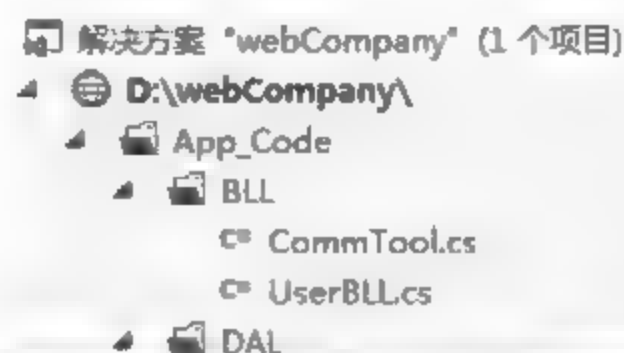 解决方案 "webCompany" (1 个项目)
D:\webCompany\
App_Code
BLL
CommTool.cs
UserBLL.cs
DAL